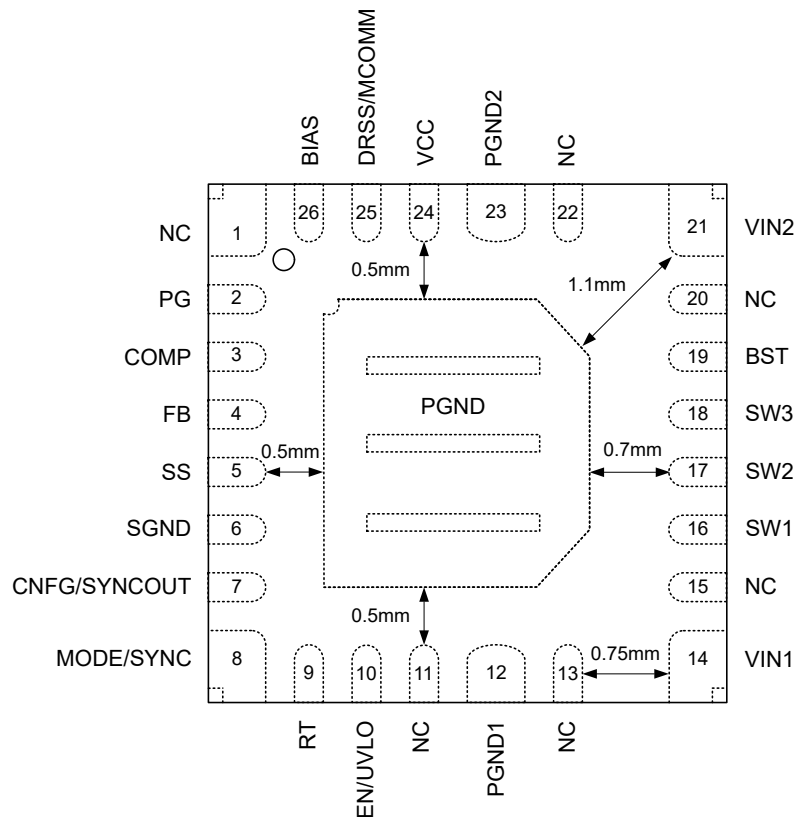 BIAS
DRSS/MCOMM
VCC
PGND2
NC
26
25
24
23
22
NC
1
21
VIN2
PG
2
0.5mm
1.1mm
20
NC
COMP
3
19
BST
FB
4
PGND
18
SW3
SS
5
0.5mm
0.7mm
17
SW2
SGND
6
16
SW1
CNFG/SYNCOUT
7
15
NC
0.5mm
MODE/SYNC
8
0.75mm
14
VIN1
9
10
11
12
13
RT
EN/UVLO
NC
PGND1
NC